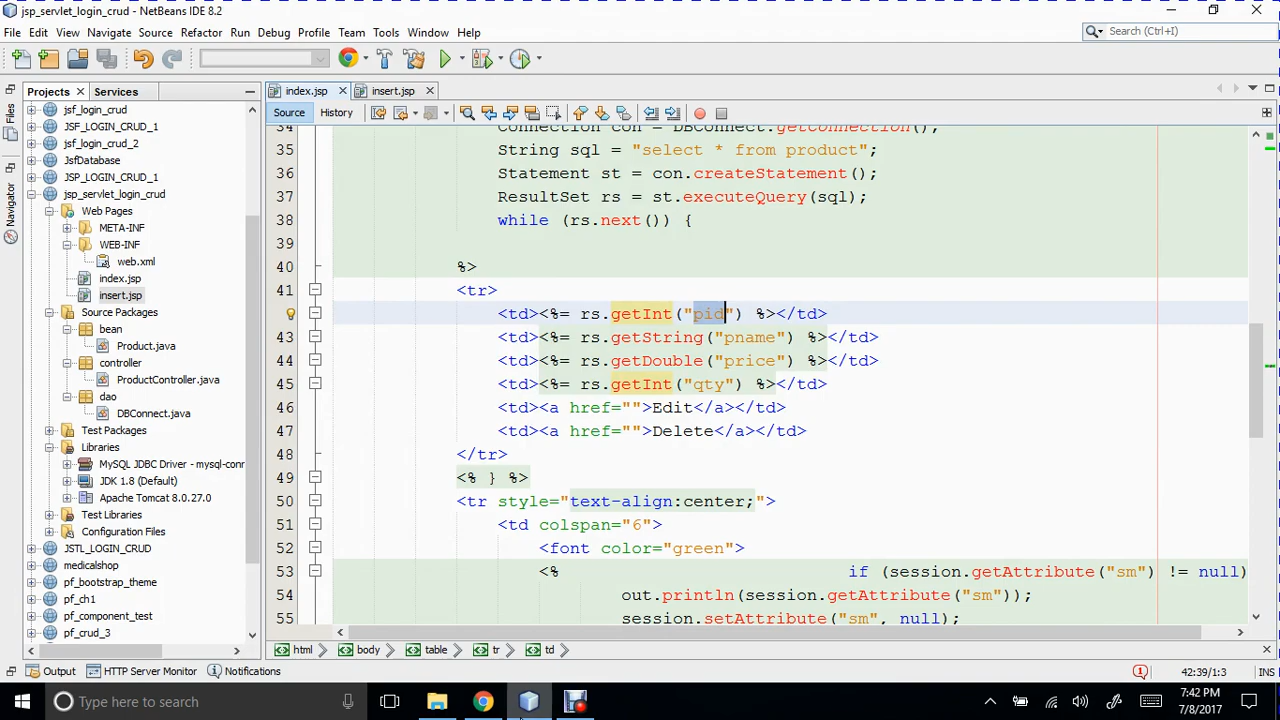 jsp_servlet_login_crud - NetBeans IDE 8.2
File Edit View Navigate Source Refactor Run Debug Profile Team Tools Window Help
Search (Ctrl+I)
Projects
Services
index.jsp
insert.jsp
Source
History
Files
Navigator
jsf_login_crud
JSF_LOGIN_CRUD_1
jsf_login_crud_2
JsfDatabase
JSP_LOGIN_CRUD_1
jsp_servlet_login_crud
Web Pages
META-INF
WEB-INF
web.xml
index.jsp
insert.jsp
Source Packages
bean
Product.java
controller
ProductController.java
dao
DBConnect.java
Test Packages
Libraries
MySQL JDBC Driver - mysql-conr
JDK 1.8 (Default)
Apache Tomcat 8.0.27.0
Test Libraries
Configuration Files
JSTL_LOGIN_CRUD
medicalshop
pf_bootstrap_theme
pf_ch1
pf_component_test
pf_crud_3
34 Connection con = DBConnect.getConnection();
35 String sql = "select * from product";
36 Statement st = con.createStatement();
37 ResultSet rs = st.executeQuery(sql);
38 while (rs.next()) {
39
40 %>
41 <tr>
42 <td><%= rs.getInt("pid") %></td>
43 <td><%= rs.getString("pname") %></td>
44 <td><%= rs.getDouble("price") %></td>
45 <td><%= rs.getInt("qty") %></td>
46 <td><a href="">Edit</a></td>
47 <td><a href="">Delete</a></td>
48 </tr>
49 <% } %>
50 <tr style="text-align:center;">
51 <td colspan="6">
52 <font color="green">
53 <% if (session.getAttribute("sm") != null)
54 out.println(session.getAttribute("sm"));
55 session.setAttribute("sm", null);
html body table tr td
Output HTTP Server Monitor Notifications
42:39/1:3 INS
Type here to search
7:42 PM
7/8/2017